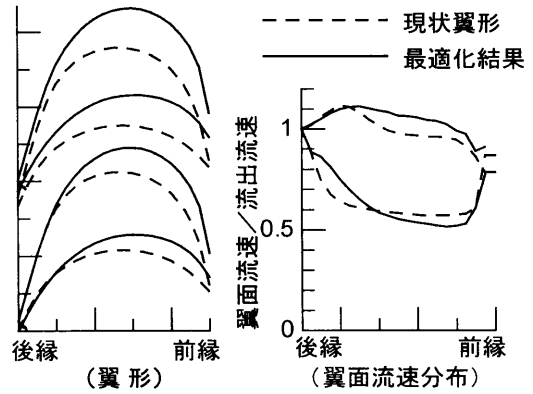 現状翼形
最適化結果
翼面流速／流出流速
1
0.5
0
後縁 前縁
(翼 形)
後縁 前縁
(翼面流速分布)